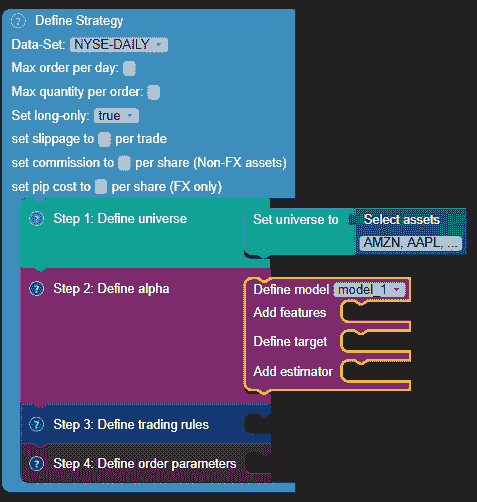 ? Define Strategy
Data-Set: NYSE-DAILY
Max order per day:
Max quantity per order:
Set long-only: true
set slippage to per trade
set commission to per share (Non-FX assets)
set pip cost to per share (FX only)
? Step 1: Define universe
Set universe to Select assets
AMZN, AAPL, ...
? Step 2: Define alpha
Define model model_1
Add features
Define target
Add estimator
? Step 3: Define trading rules
? Step 4: Define order parameters